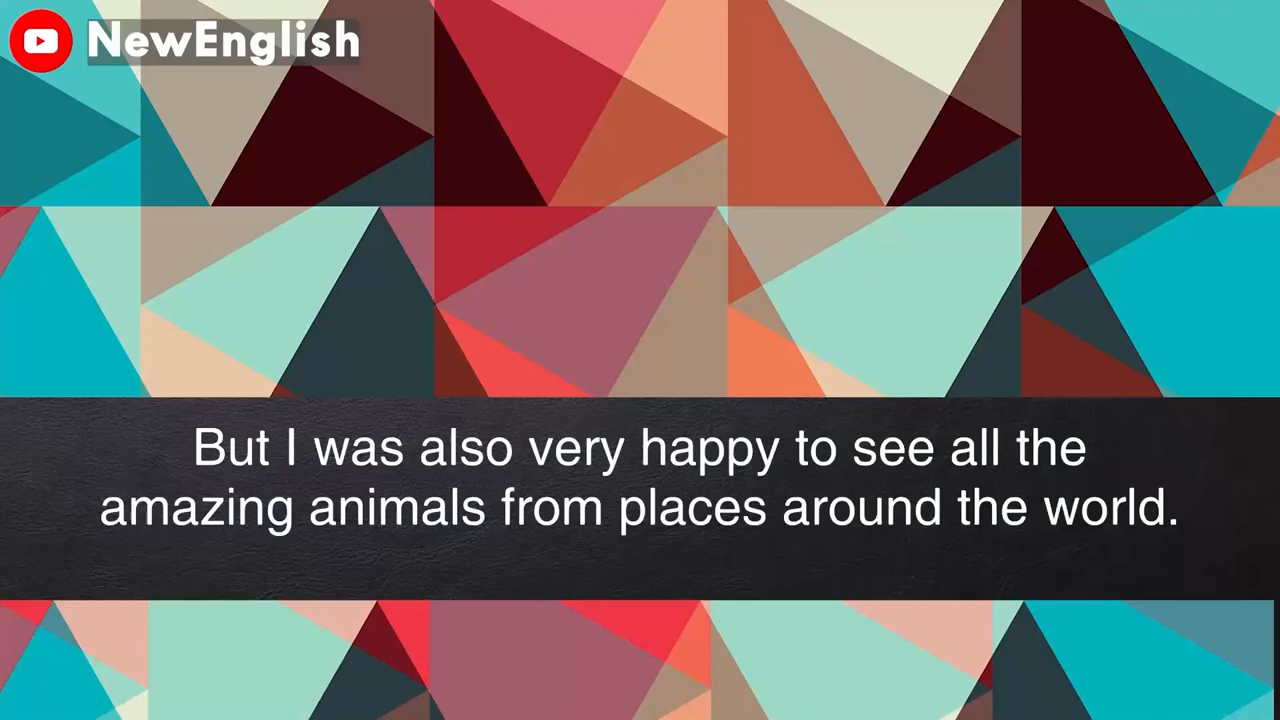 NewEnglish
But I was also very happy to see all the
amazing animals from places around the world.